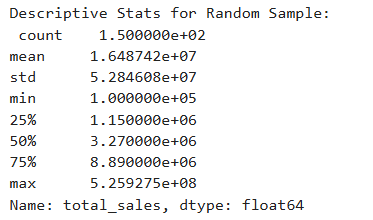 Descriptive Stats for Random Sample:
 count    1.500000e+02
mean     1.648742e+07
std      5.284608e+07
min      1.000000e+05
25%      1.150000e+06
50%      3.270000e+06
75%      8.890000e+06
max      5.259275e+08
Name: total_sales, dtype: float64